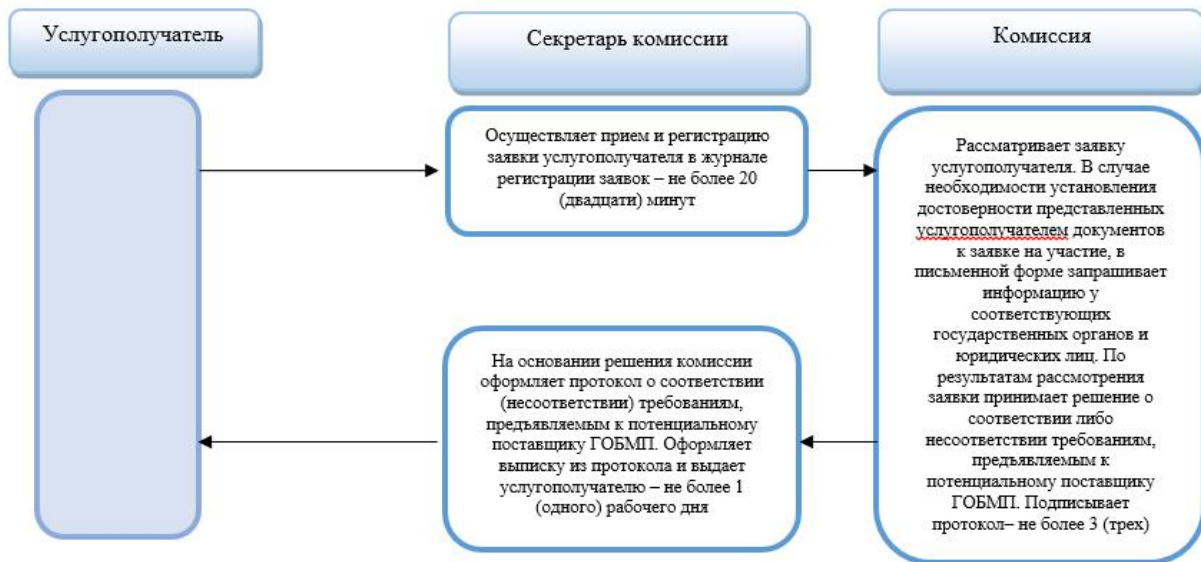 Услугополучатель
Секретарь комиссии
Комиссия
Осуществляет прием и регистрацию
заявки услугополучателя в журнале
регистрации заявок – не более 20
(двадцати) минут
Рассматривает заявку
услугополучателя. В случае
необходимости установления
достоверности представленных
услугополучателем документов
к заявке на участие, в
письменной форме запрашивает
информацию у
соответствующих
государственных органов и
юридических лиц. По
результатам рассмотрения
заявки принимает решение о
соответствии либо
несоответствии требованиям,
предъявляемым к
потенциальному поставщику
ГОБМП. Подписывает
протокол– не более 3 (трех)
На основании решения комиссии
оформляет протокол о соответствии
(несоответствии) требованиям,
предъявляемым к потенциальному
поставщику ГОБМП. Оформляет
выписку из протокола и выдает
услугополучателю – не более 1
(одного) рабочего дня